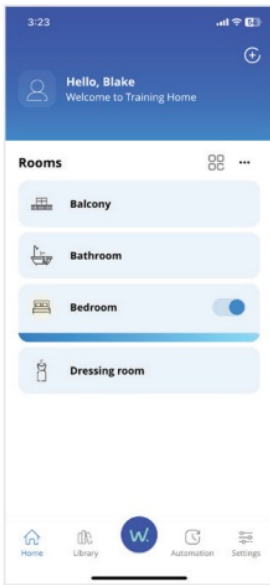 3:23
Hello, Blake
Welcome to Training Home
Rooms
Balcony
Bathroom
Bedroom
Dressing room
W.
Home Library Automation Settings